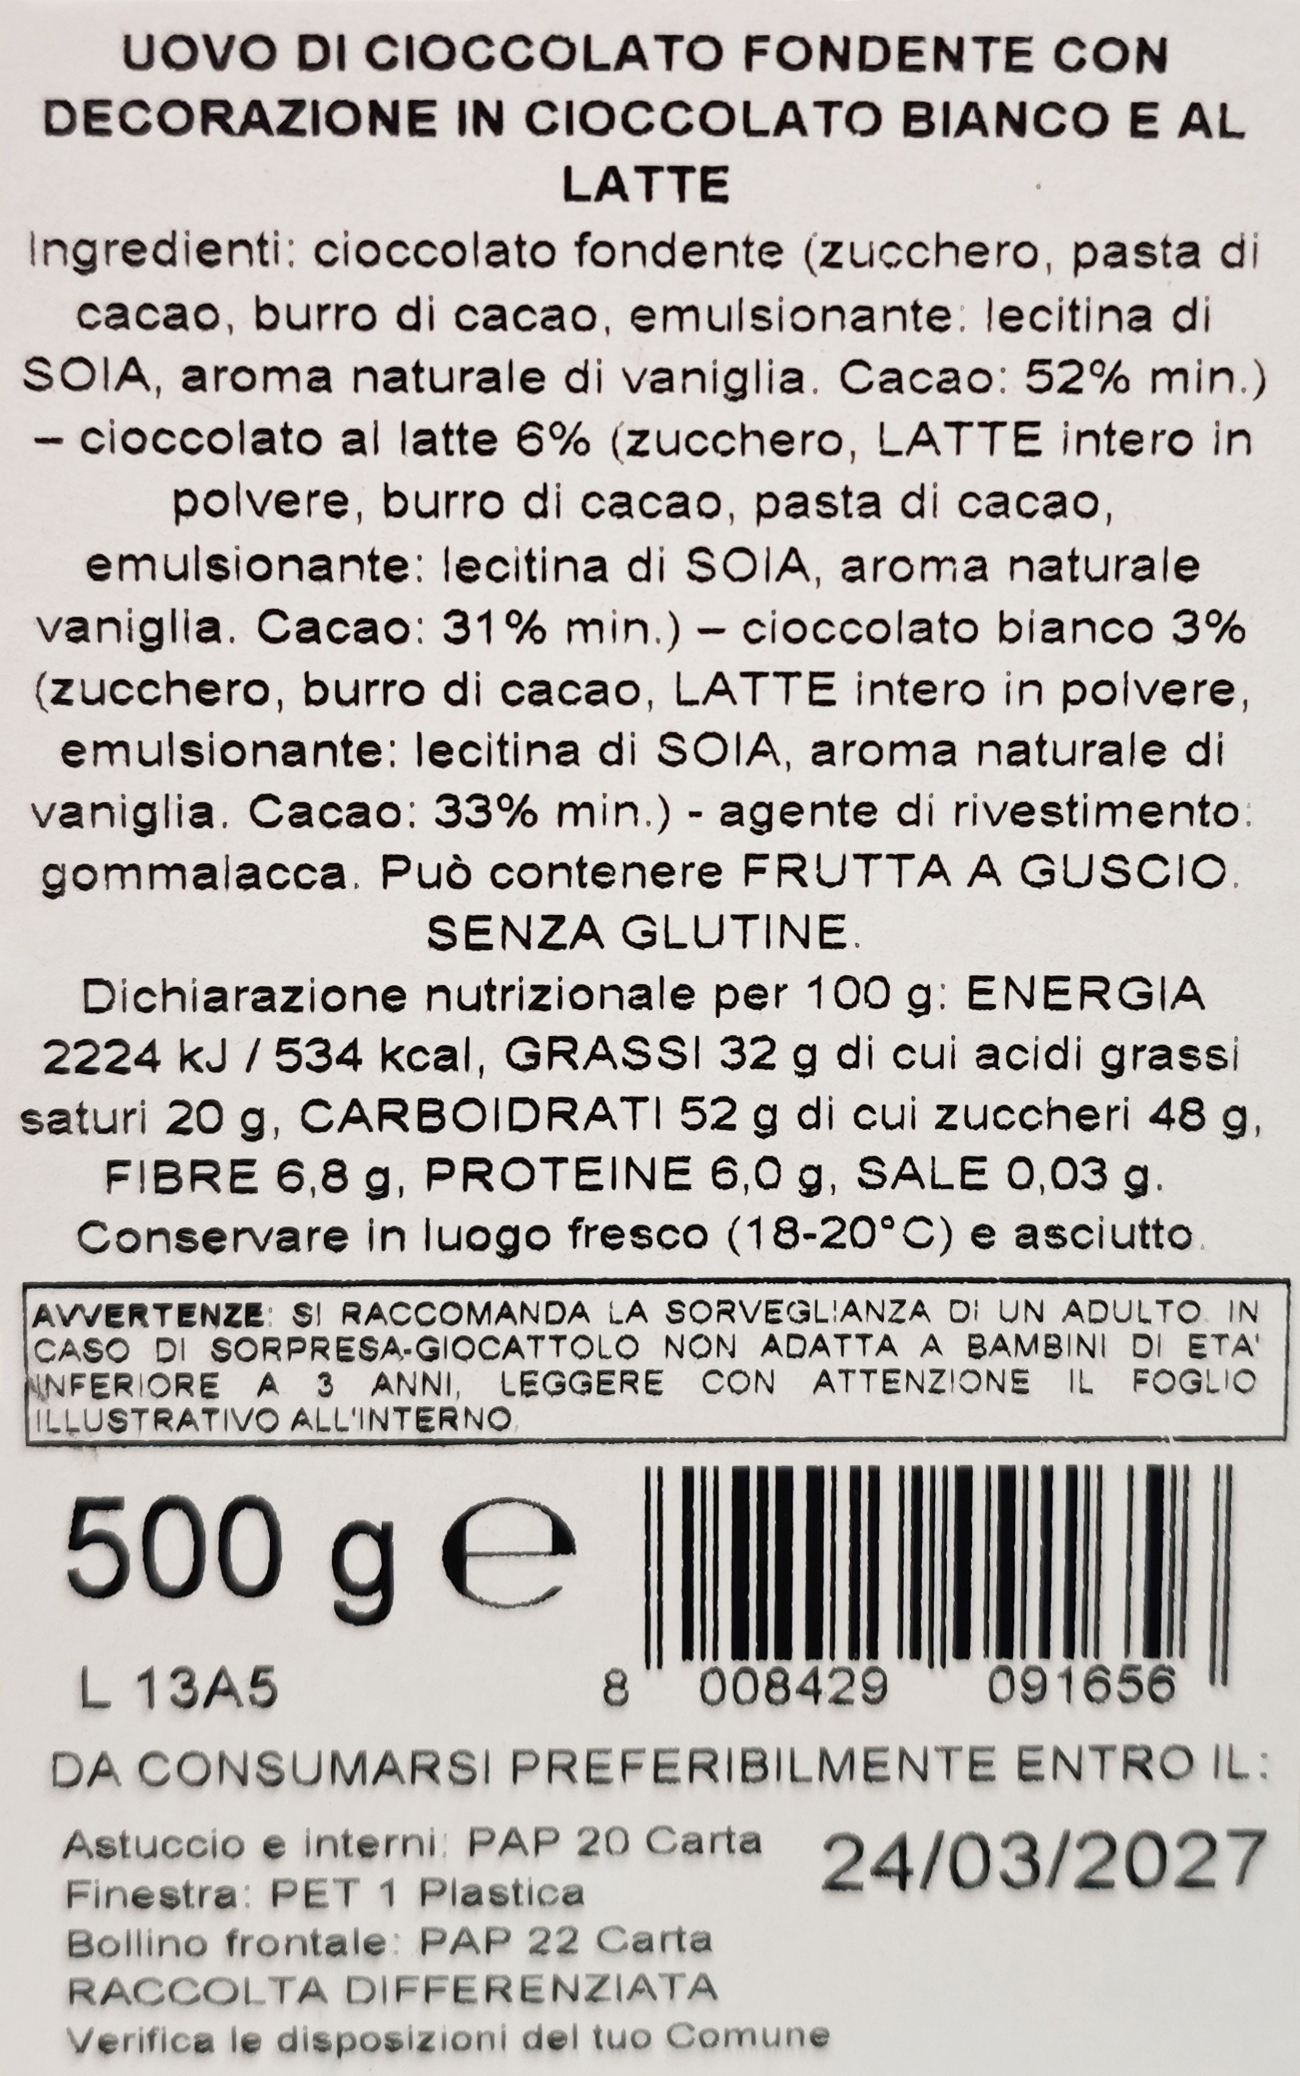 UOVO DI CIOCCOLATO FONDENTE CON
DECORAZIONE IN CIOCCOLATO BIANCO E AL
LATTE
Ingredienti: cioccolato fondente (zucchero, pasta di
cacao, burro di cacao, emulsionante: lecitina di
SOIA, aroma naturale di vaniglia. Cacao: 52% min.)
– cioccolato al latte 6% (zucchero, LATTE intero in
polvere, burro di cacao, pasta di cacao,
emulsionante: lecitina di SOIA, aroma naturale
vaniglia. Cacao: 31% min.) – cioccolato bianco 3%
(zucchero, burro di cacao, LATTE intero in polvere,
emulsionante: lecitina di SOIA, aroma naturale di
vaniglia. Cacao: 33% min.) - agente di rivestimento:
gommalacca. Può contenere FRUTTA A GUSCIO.
SENZA GLUTINE.
Dichiarazione nutrizionale per 100 g: ENERGIA
2224 kJ / 534 kcal, GRASSI 32 g di cui acidi grassi
saturi 20 g, CARBOIDRATI 52 g di cui zuccheri 48 g,
FIBRE 6,8 g, PROTEINE 6,0 g, SALE 0,03 g.
Conservare in luogo fresco (18-20°C) e asciutto.
AVVERTENZE: SI RACCOMANDA LA SORVEGLIANZA DI UN ADULTO. IN
CASO DI SORPRESA-GIOCATTOLO NON ADATTA A BAMBINI DI ETA'
INFERIORE A 3 ANNI, LEGGERE CON ATTENZIONE IL FOGLIO
ILLUSTRATIVO ALL'INTERNO.
500 g e
L 13A5
8 008429 091656
DA CONSUMARSI PREFERIBILMENTE ENTRO IL:
24/03/2027
Astuccio e interni: PAP 20 Carta
Finestra: PET 1 Plastica
Bollino frontale: PAP 22 Carta
RACCOLTA DIFFERENZIATA
Verifica le disposizioni del tuo Comune